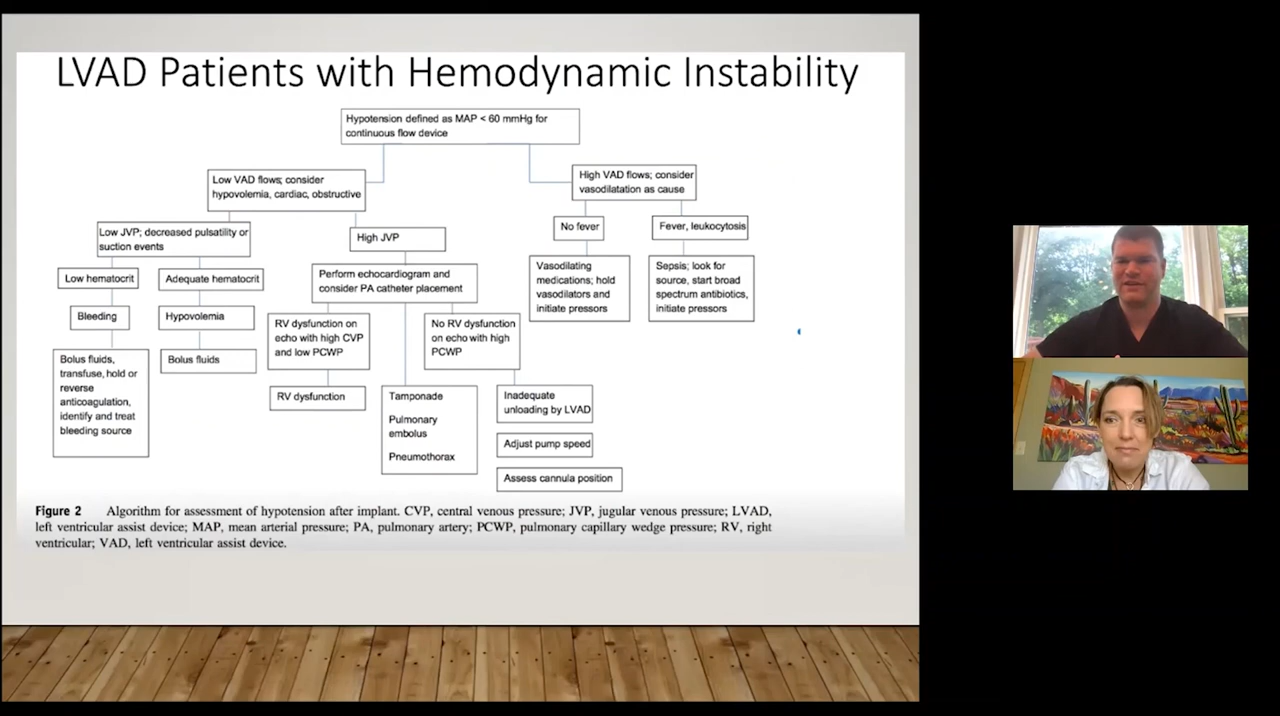 LVAD Patients with Hemodynamic Instability
Hypotension defined as MAP < 60 mmHg for
continuous flow device
Low VAD flows; consider
hypovolemia, cardiac, obstructive
High VAD flows; consider
vasodilatation as cause
Low JVP; decreased pulsatility or
suction events
High JVP
No fever
Fever, leukocytosis
Low hematocrit
Adequate hematocrit
Perform echocardiogram and
consider PA catheter placement
Vasodilating
medications; hold
vasodilators and
initiate pressors
Sepsis; look for
source, start broad
spectrum antibiotics,
initiate pressors
Bleeding
Hypovolemia
RV dysfunction on
echo with high CVP
and low PCWP
No RV dysfunction
on echo with high
PCWP
Bolus fluids,
transfuse, hold or
reverse
anticoagulation,
identify and treat
bleeding source
Bolus fluids
RV dysfunction
Tamponade
Pulmonary
embolus
Pneumothorax
Inadequate
unloading by LVAD
Adjust pump speed
Assess cannula position
Figure 2 Algorithm for assessment of hypotension after implant. CVP, central venous pressure; JVP, jugular venous pressure; LVAD,
left ventricular assist device; MAP, mean arterial pressure; PA, pulmonary artery; PCWP, pulmonary capillary wedge pressure; RV, right
ventricular; VAD, left ventricular assist device.